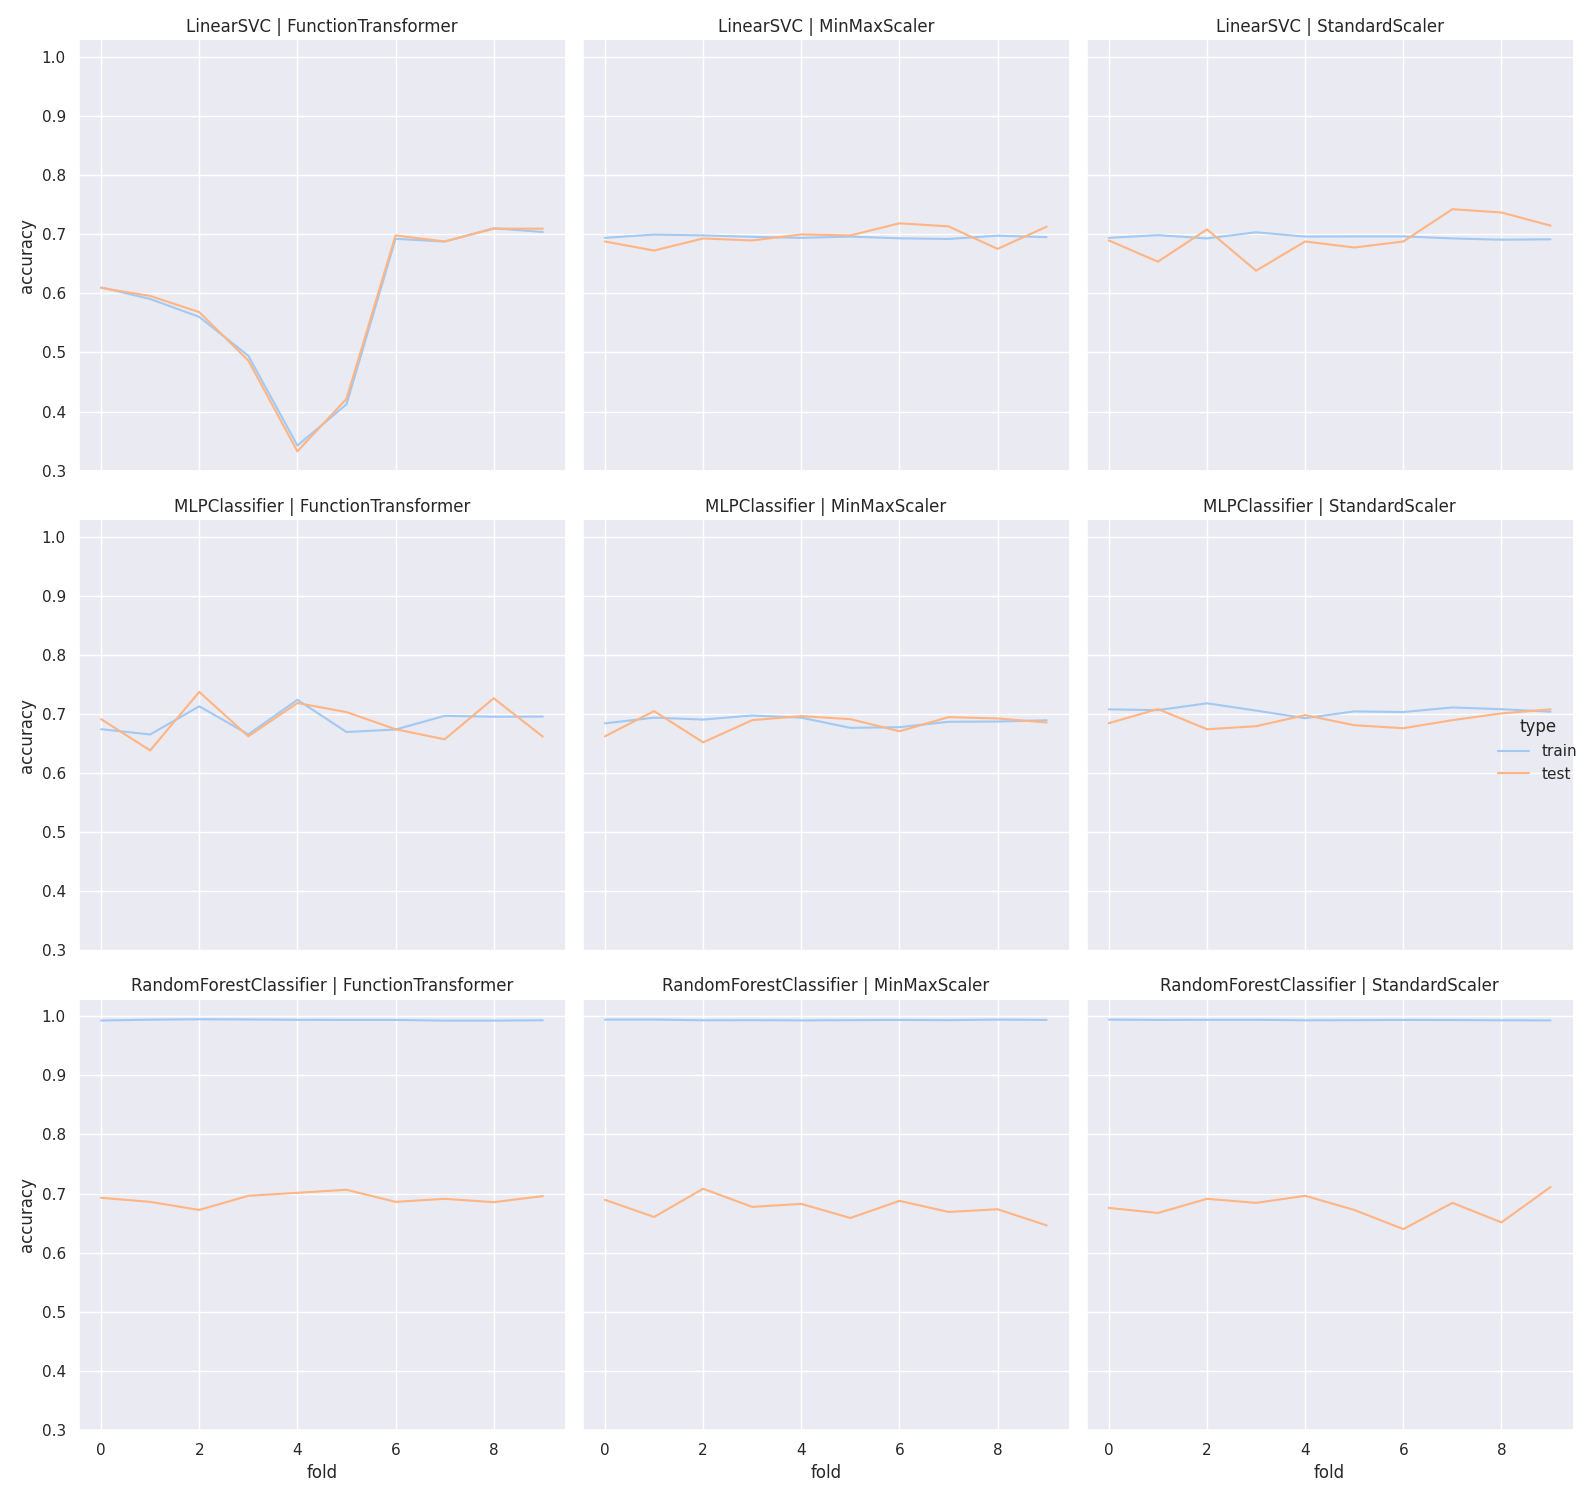 LinearSVC | FunctionTransformer
LinearSVC | MinMaxScaler
LinearSVC | StandardScaler
1.0
0.9
0.8
0.7
0.6
0.5
0.4
0.3
accuracy
MLPClassifier | FunctionTransformer
MLPClassifier | MinMaxScaler
MLPClassifier | StandardScaler
1.0
0.9
0.8
0.7
0.6
0.5
0.4
0.3
accuracy
type
train
test
RandomForestClassifier | FunctionTransformer
RandomForestClassifier | MinMaxScaler
RandomForestClassifier | StandardScaler
1.0
0.9
0.8
0.7
0.6
0.5
0.4
0.3
accuracy
0 2 4 6 8
0 2 4 6 8
0 2 4 6 8
fold
fold
fold